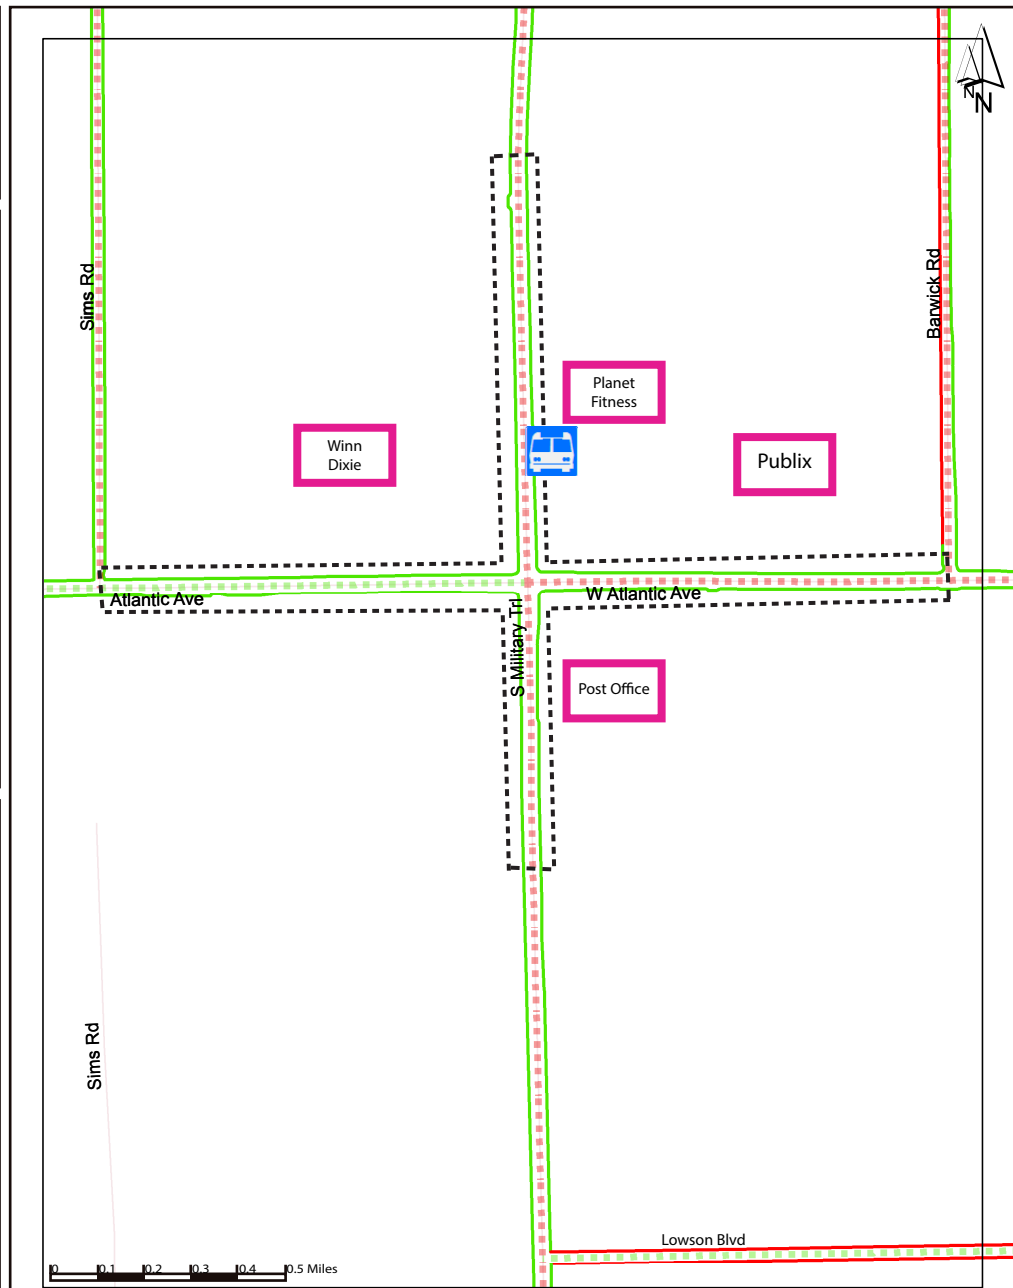 N
N
Sims Rd
Barwick Rd
Planet
Fitness
Winn
Dixie
Publix
Atlantic Ave
W Atlantic Ave
S Military Trl
Post Office
Sims Rd
Lowson Blvd
0 0.1 0.2 0.3 0.4 0.5 Miles